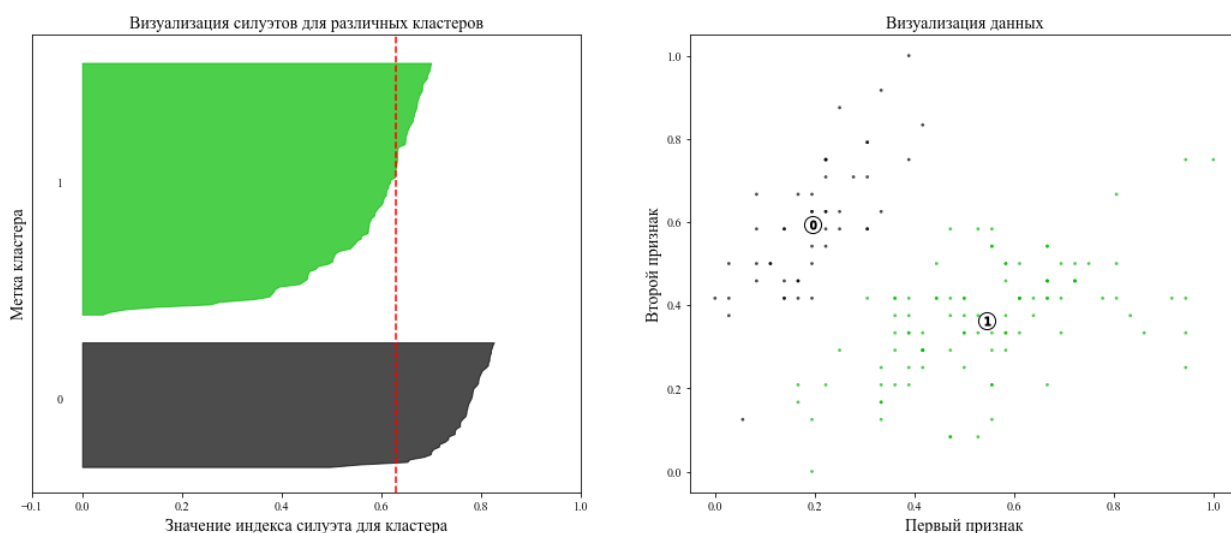 Визуализация силуэтов для различных кластеров
Метка кластера
1
0
−0.1 0.0 0.2 0.4 0.6 0.8 1.0
Значение индекса силуэта для кластера
Визуализация данных
Второй признак
1.0
0.8
0.6
0.4
0.2
0.0
0
1
0.0 0.2 0.4 0.6 0.8 1.0
Первый признак